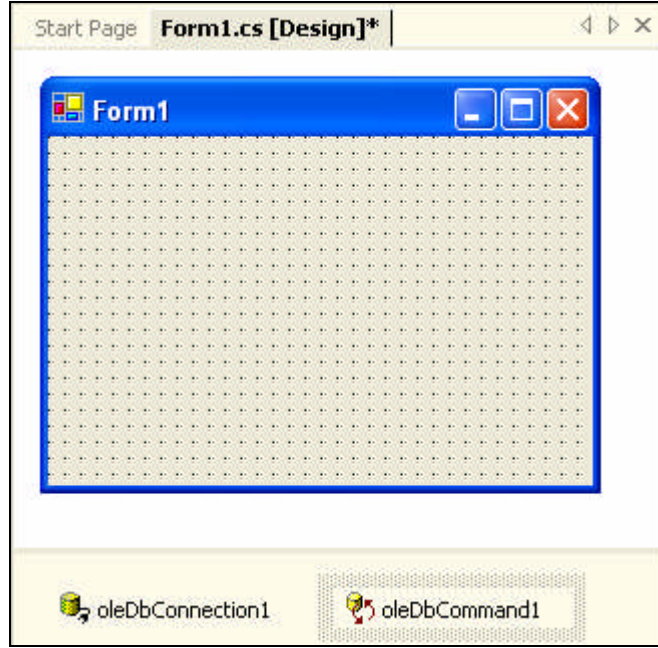 Start Page Form1.cs [Design]*
Form1
oleDbConnection1 oleDbCommand1